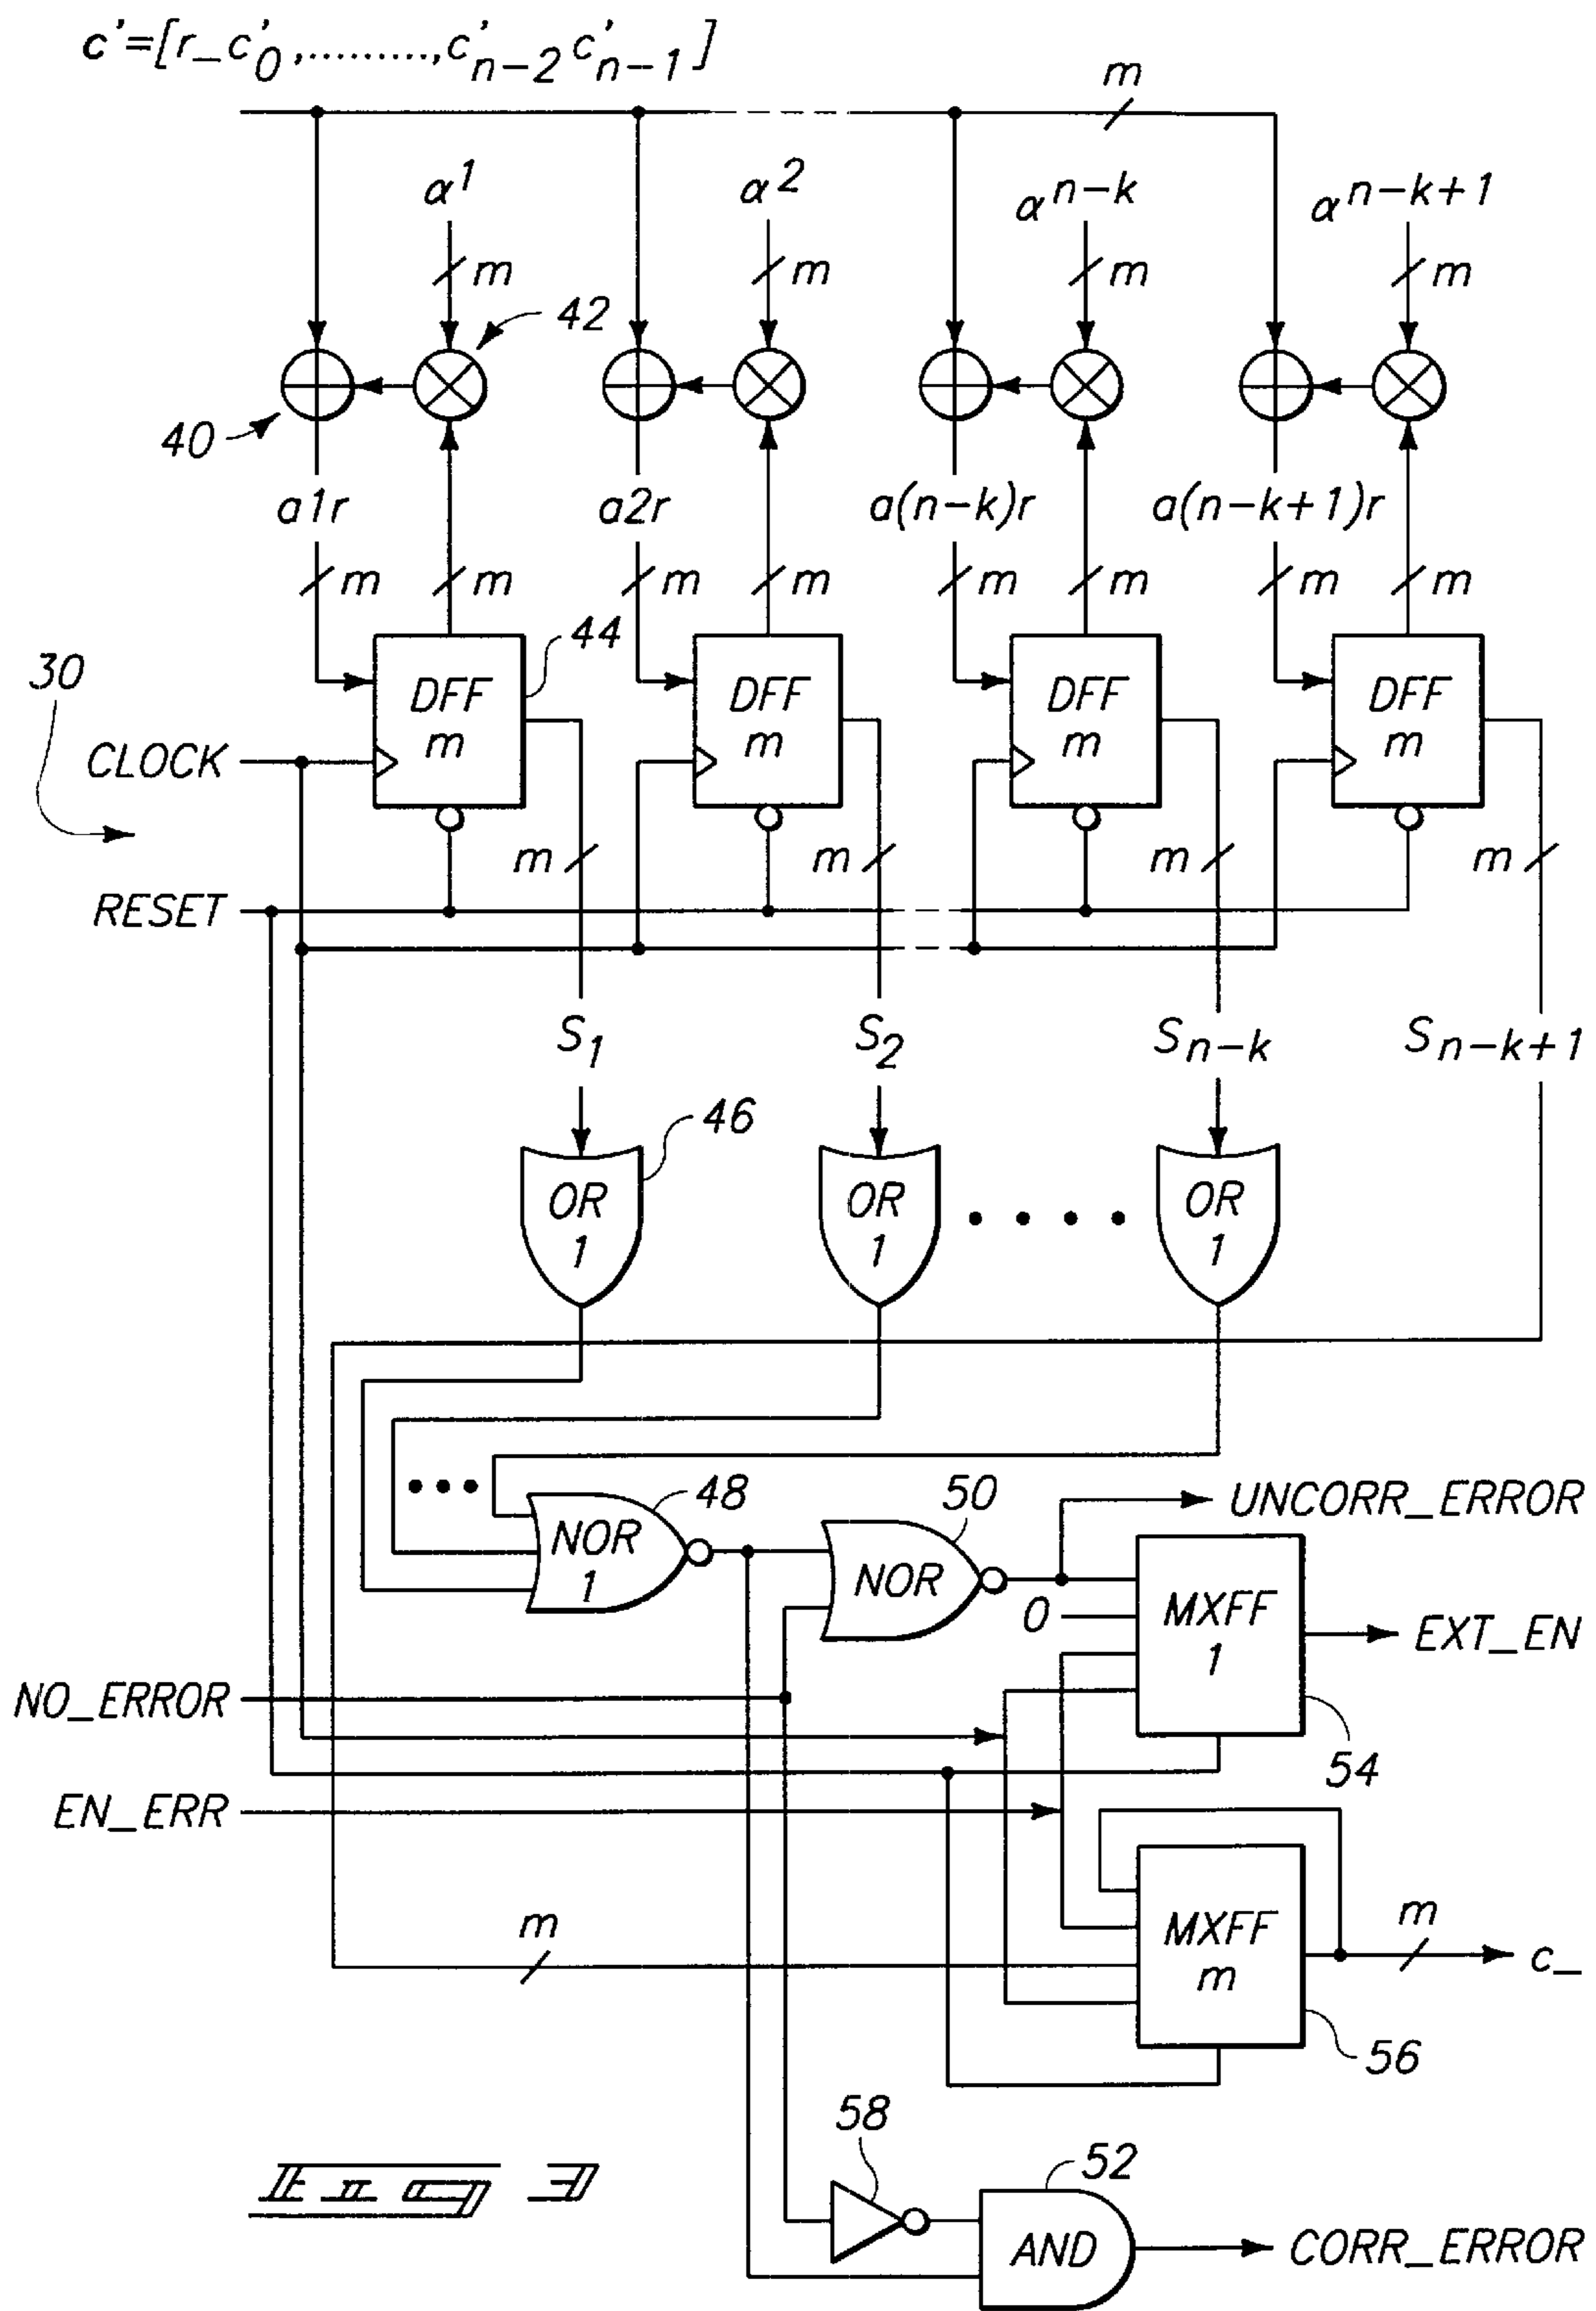 c'=[r_c'0,..........,c'n-2 c'n-1]
m
α1 α2 αn-k αn-k+1
m m m m
42
40
a1r a2r a(n-k)r a(n-k+1)r
m m m m m m m m
44
30
DFF m DFF m DFF m DFF m
CLOCK
m m m m
RESET
S1 S2 Sn-k Sn-k+1
46
OR 1 OR 1 OR 1
48 50 UNCORR_ERROR
NOR 1 NOR
0
MXFF 1
EXT_EN
NO_ERROR
54
EN_ERR
m
MXFF m
m
c_
56
58
52
AND
CORR_ERROR
Fig 3